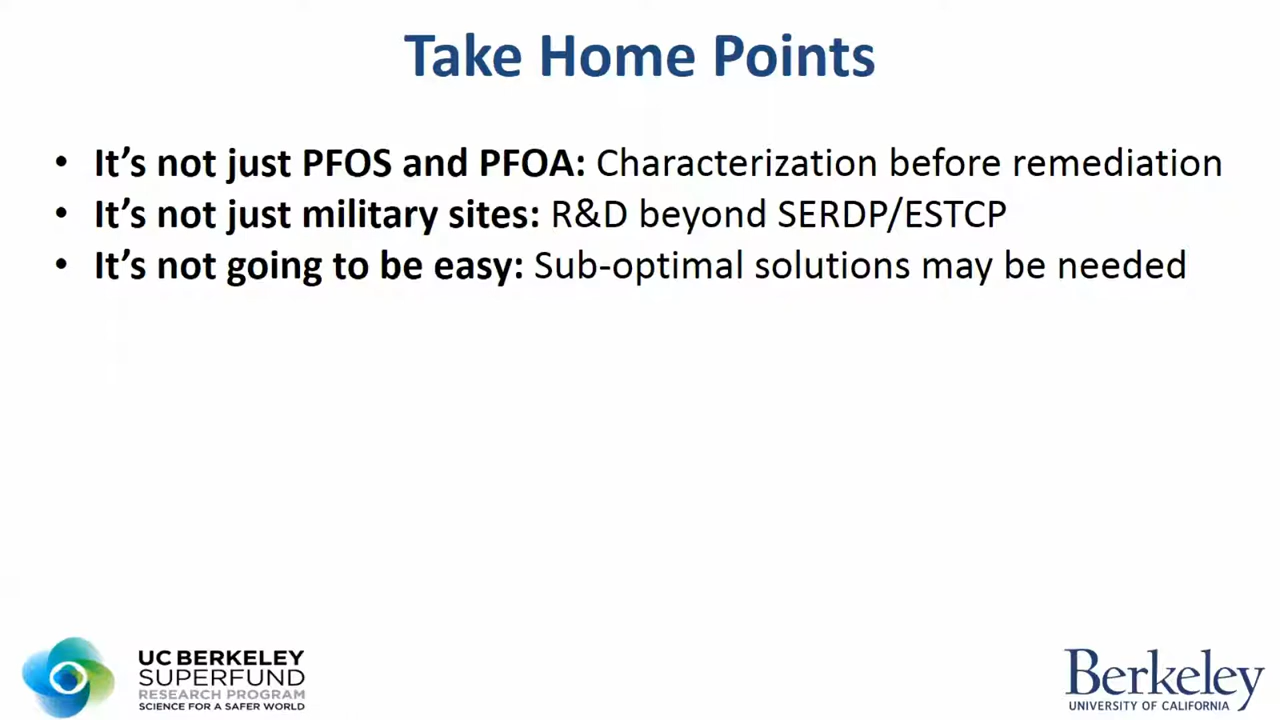 Take Home Points
• It's not just PFOS and PFOA: Characterization before remediation
• It's not just military sites: R&D beyond SERDP/ESTCP
• It's not going to be easy: Sub-optimal solutions may be needed
UC BERKELEY
SUPERFUND
RESEARCH PROGRAM
SCIENCE FOR A SAFER WORLD
Berkeley
UNIVERSITY OF CALIFORNIA